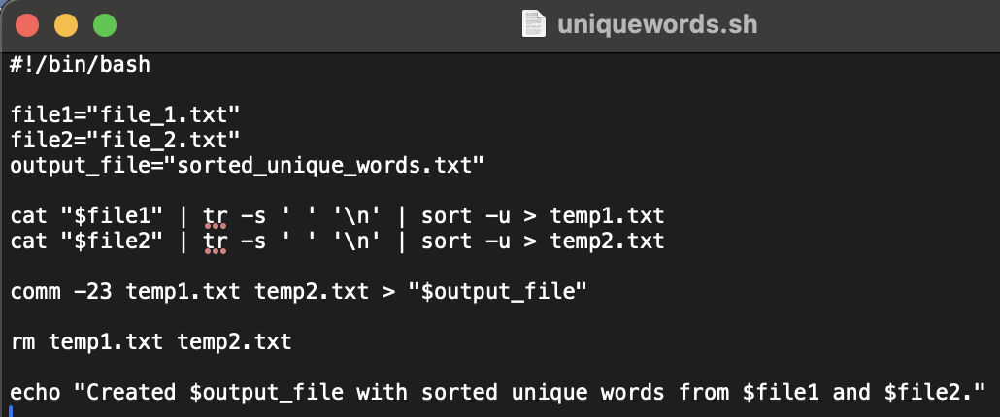 uniquewords.sh
#!/bin/bash
file1="file_1.txt"
file2="file_2.txt"
output_file="sorted_unique_words.txt"
cat "$file1" | tr -s ' ' '\n' | sort -u > temp1.txt
cat "$file2" | tr -s ' ' '\n' | sort -u > temp2.txt
comm -23 temp1.txt temp2.txt > "$output_file"
rm temp1.txt temp2.txt
echo "Created $output_file with sorted unique words from $file1 and $file2."